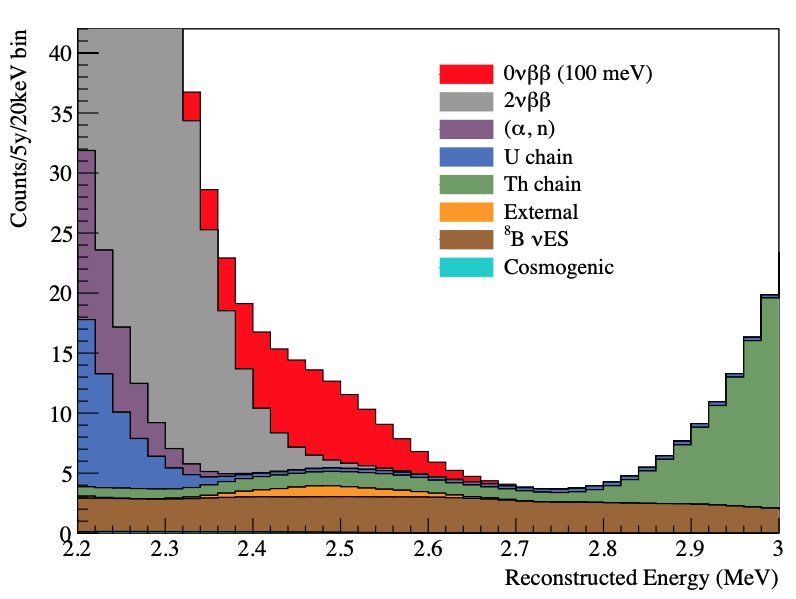 Counts/5y/20keV bin
40
35
30
25
20
15
10
5
0
0νββ (100 meV)
2νββ
(α, n)
U chain
Th chain
External
⁸B νES
Cosmogenic
2.2 2.3 2.4 2.5 2.6 2.7 2.8 2.9 3
Reconstructed Energy (MeV)